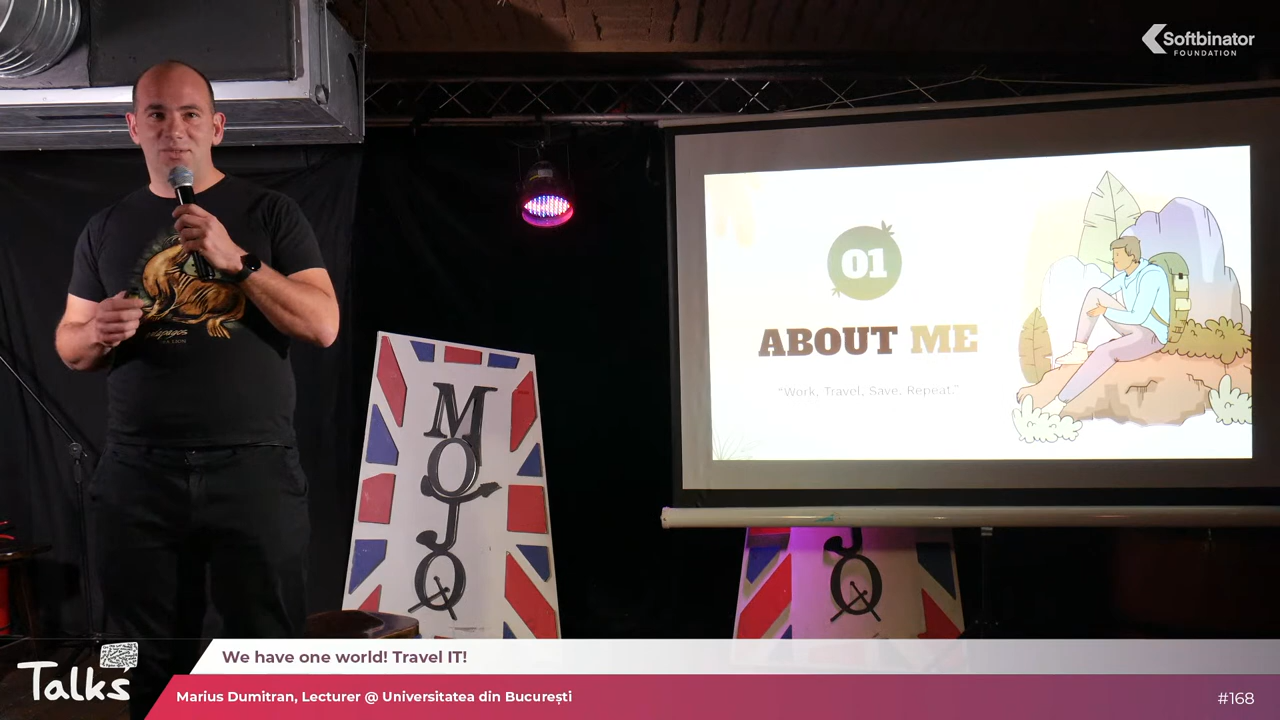 Softbinator
FOUNDATION
01
ABOUT ME
"Work, Travel, Save, Repeat."
MOJO
JO
Talks
We have one world! Travel IT!
Marius Dumitran, Lecturer @ Universitatea din București
#168